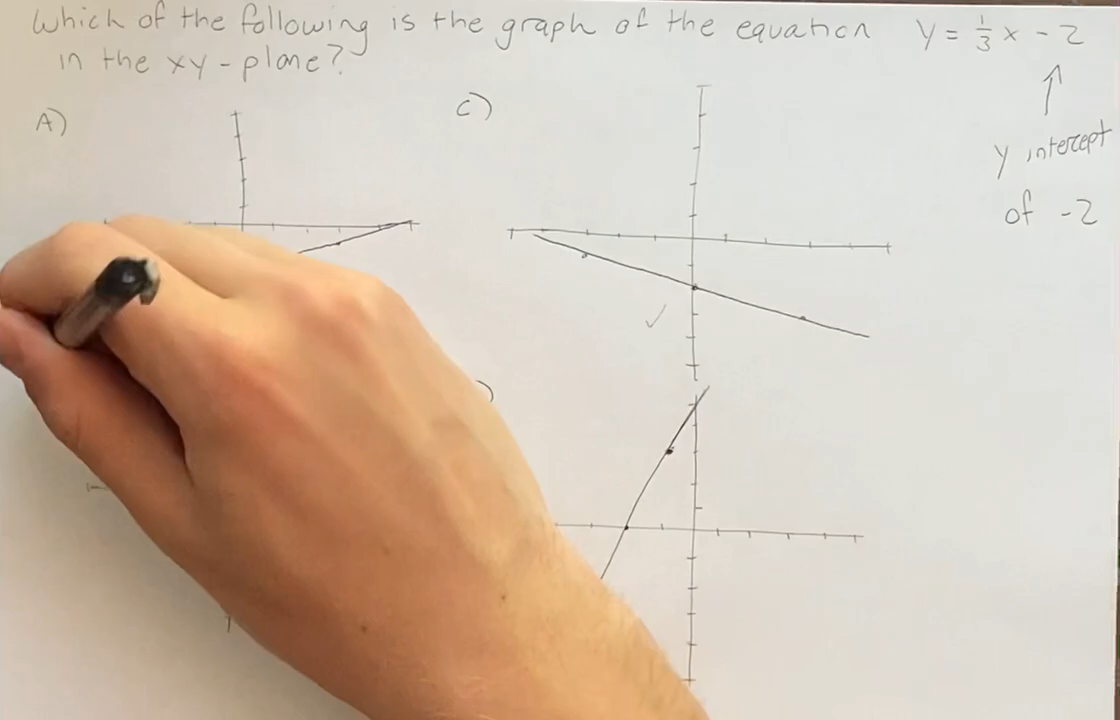 Which of the following is the graph of the equation y = 1/3 x - 2
in the xy-plane?
↑
y intercept
of -2
A)
C)
✓
)